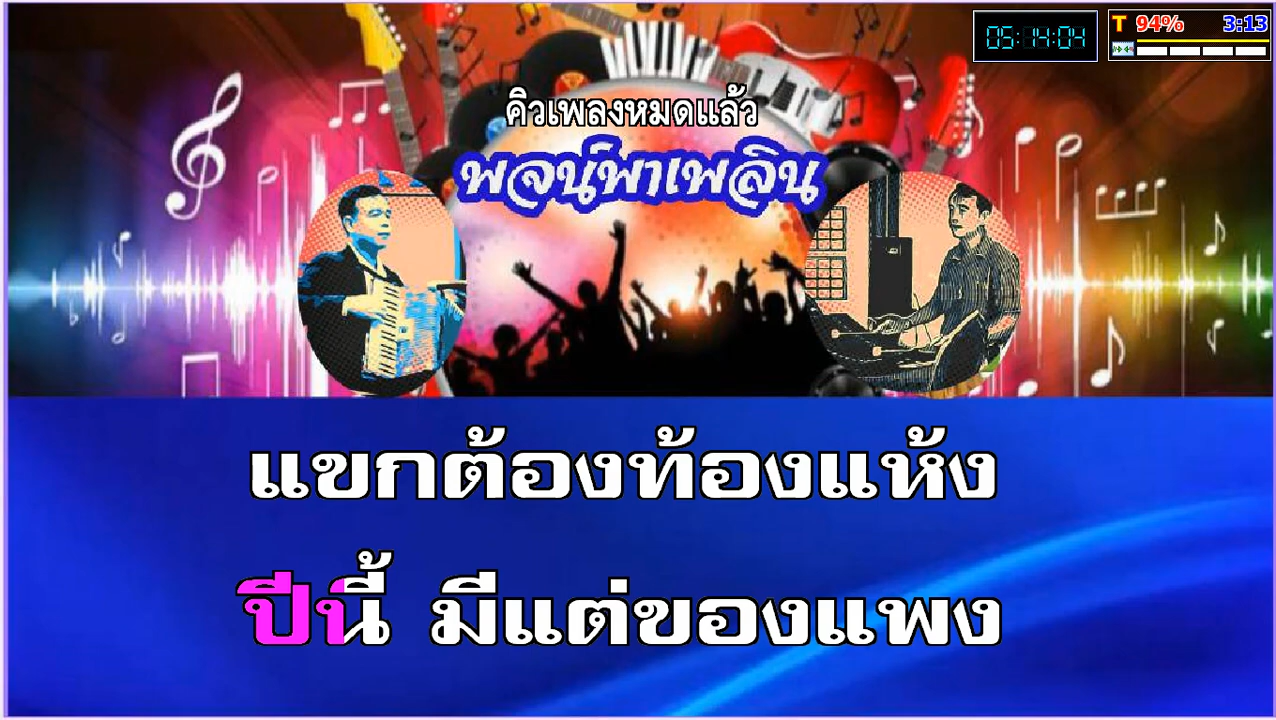 05:14:04
T 94% 3:13
คิวเพลงหมดแล้ว
พจน์พาเพลิน
แขกต้องท้องแห้ง
ปีนี้ มีแต่ของแพง